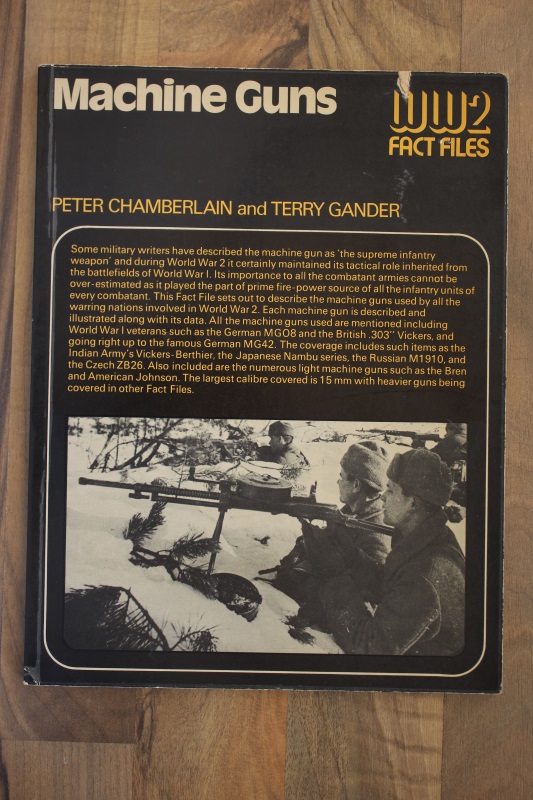 Machine Guns
WW2
FACT FILES
PETER CHAMBERLAIN and TERRY GANDER
Some military writers have described the machine gun as 'the supreme infantry
weapon' and during World War 2 it certainly maintained its tactical role inherited from
the battlefields of World War I. Its importance to all the combatant armies cannot be
over-estimated as it played the part of prime fire-power source of all the infantry units of
every combatant. This Fact File sets out to describe the machine guns used by all the
warring nations involved in World War 2. Each machine gun is described and
illustrated along with its data. All the machine guns used are mentioned including
World War I veterans such as the German MG08 and the British .303" Vickers, and
going right up to the famous German MG42. The coverage includes such items as the
Indian Army's Vickers-Berthier, the Japanese Nambu series, the Russian M1910, and
the Czech ZB26. Also included are the numerous light machine guns such as the Bren
and American Johnson. The largest calibre covered is 15 mm with heavier guns being
covered in other Fact Files.